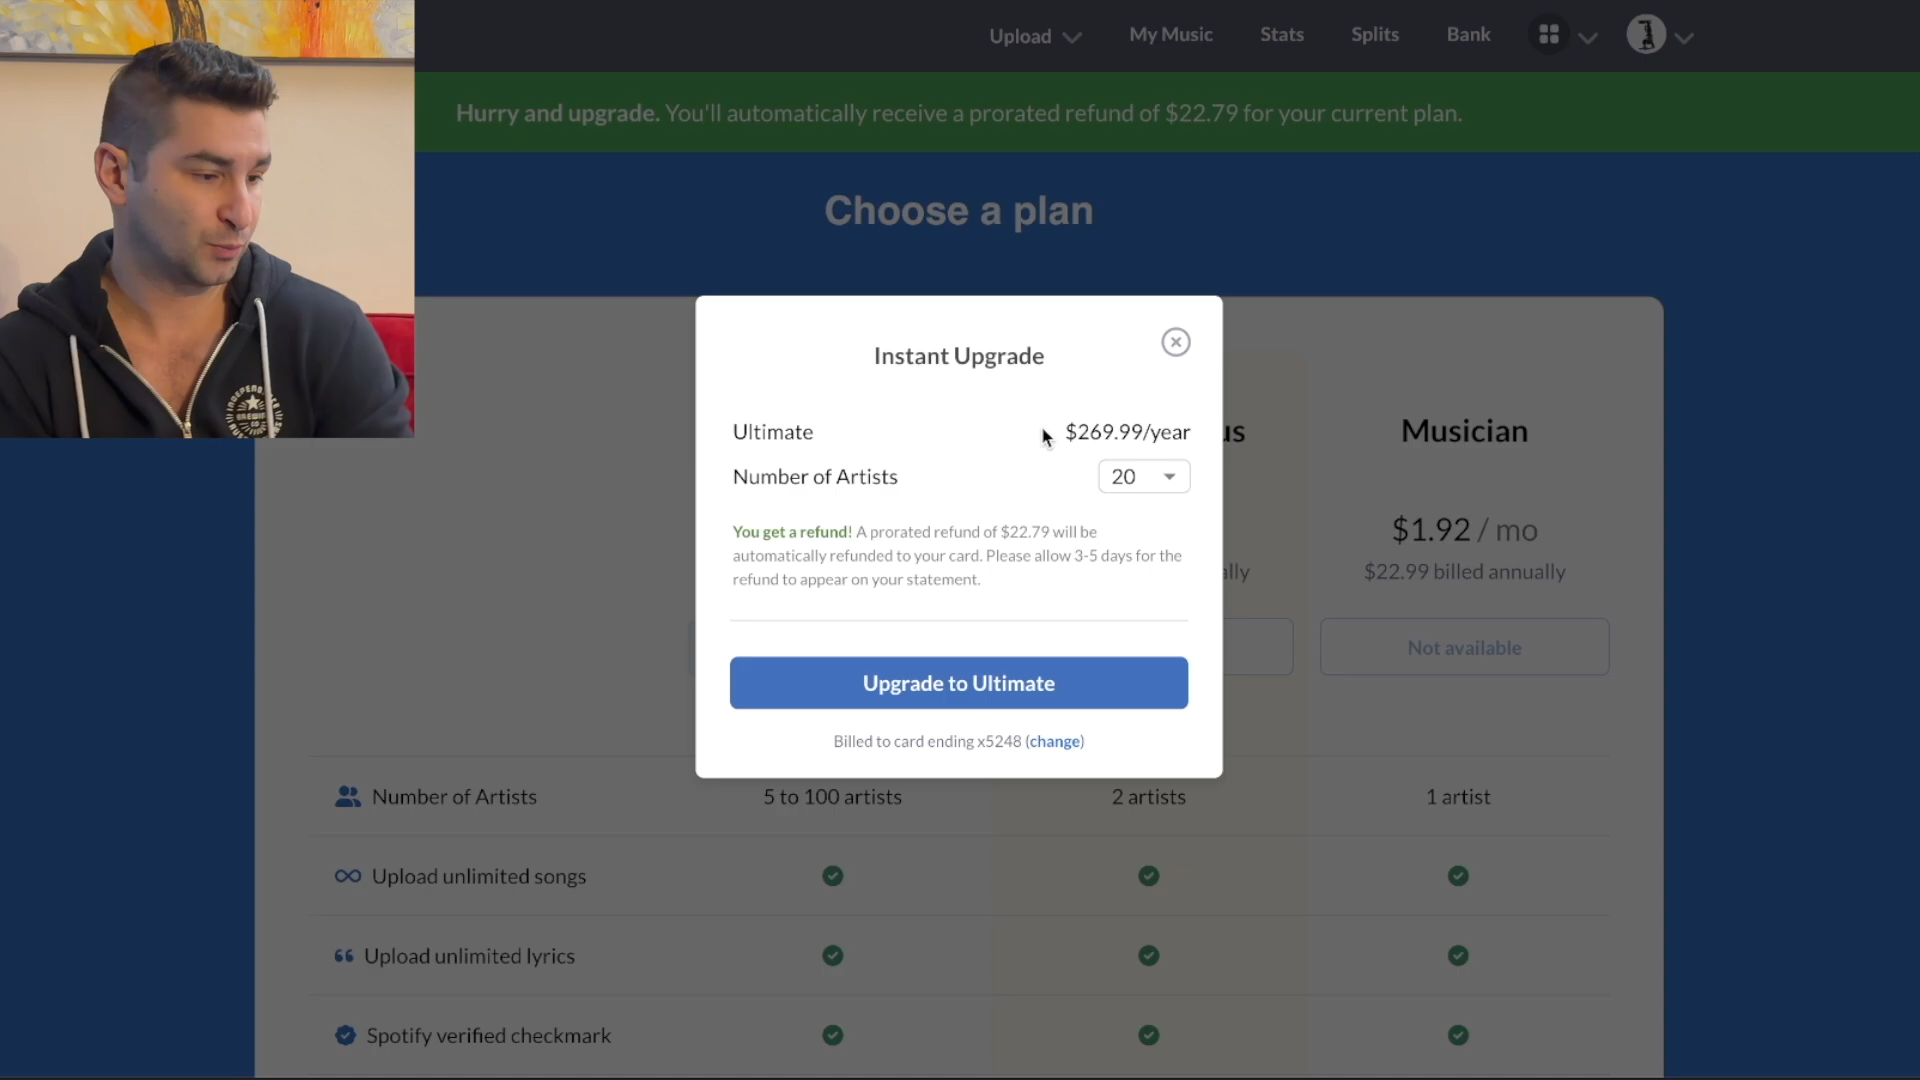 Upload
My Music
Stats
Splits
Bank
Hurry and upgrade. You'll automatically receive a prorated refund of $22.79 for your current plan.
Choose a plan
Instant Upgrade
Ultimate $269.99/year
Number of Artists 20
You get a refund! A prorated refund of $22.79 will be
automatically refunded to your card. Please allow 3-5 days for the
refund to appear on your statement.
Upgrade to Ultimate
Billed to card ending x5248 (change)
us
Musician
$1.92 / mo
ally
$22.99 billed annually
Not available
Number of Artists 5 to 100 artists 2 artists 1 artist
Upload unlimited songs
Upload unlimited lyrics
Spotify verified checkmark